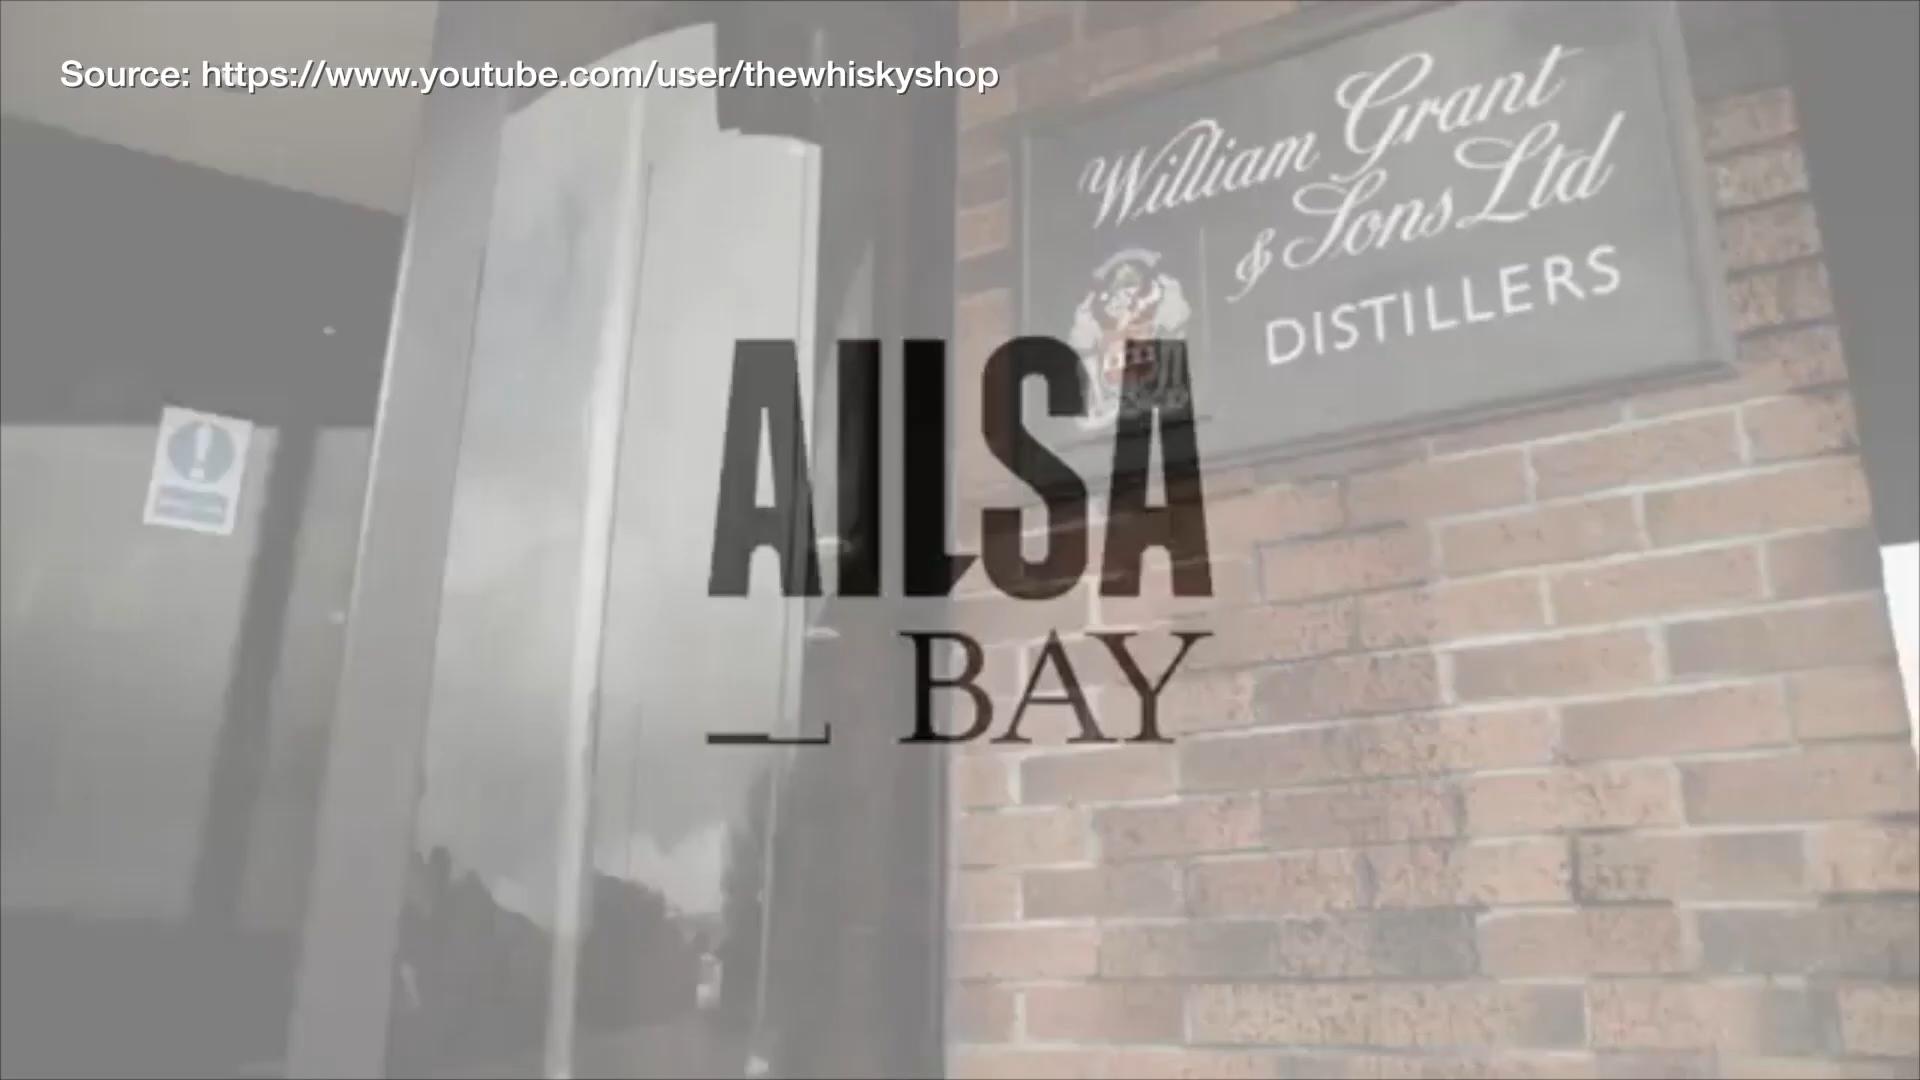 Source: https://www.youtube.com/user/thewhiskyshop
William Grant
& Sons Ltd
DISTILLERS
AILSA
BAY